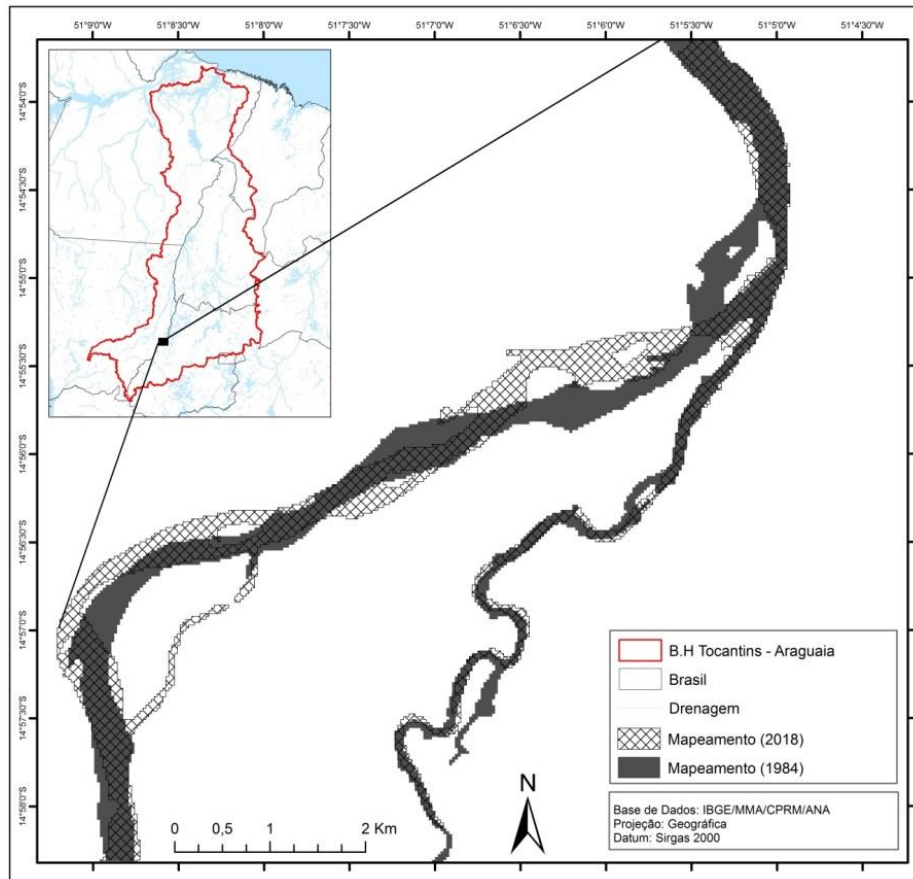 51°9'0"W 51°8'30"W 51°8'0"W 51°7'30"W 51°7'0"W 51°6'30"W 51°6'0"W 51°5'30"W 51°5'0"W 51°4'30"W
14°54'0"S
14°54'30"S
14°55'0"S
14°55'30"S
14°56'0"S
14°56'30"S
14°57'0"S
14°57'30"S
14°58'0"S
B.H Tocantins - Araguaia
Brasil
Drenagem
Mapeamento (2018)
Mapeamento (1984)
Base de Dados: IBGE/MMA/CPRM/ANA
Projeção: Geográfica
Datum: Sirgas 2000
N
0 0,5 1 2 Km